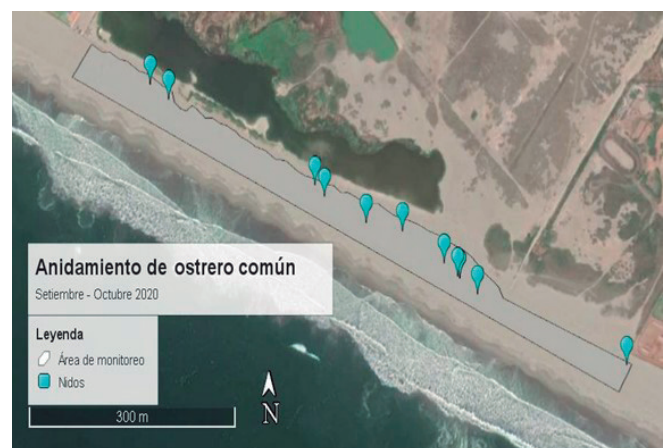 Anidamiento de ostrero común
Setiembre - Octubre 2020
Leyenda
Área de monitoreo
Nidos
300 m
N